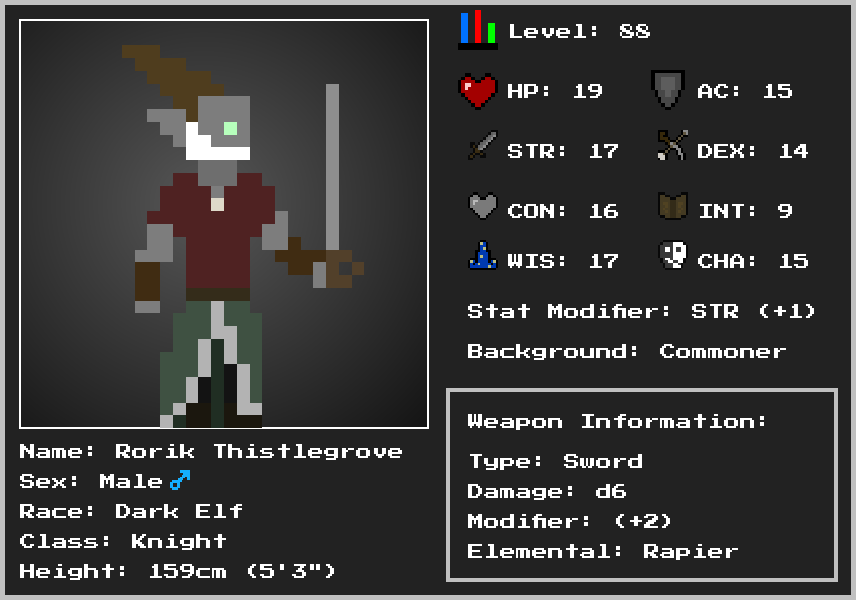 Level: 88
HP: 19 AC: 15
STR: 17 DEX: 14
CON: 16 INT: 9
WIS: 17 CHA: 15
Stat Modifier: STR (+1)
Background: Commoner
Weapon Information:
Type: Sword
Damage: d6
Modifier: (+2)
Elemental: Rapier
Name: Rorik Thistlegrove
Sex: Male ♂
Race: Dark Elf
Class: Knight
Height: 159cm (5'3")